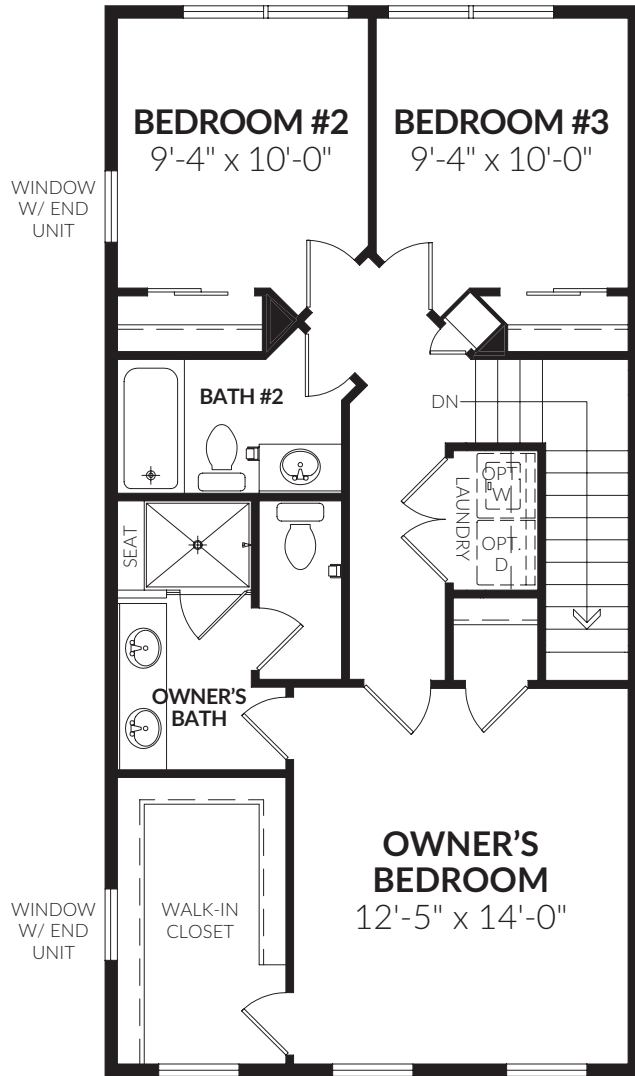 BEDROOM #2
9'-4" x 10'-0"
BEDROOM #3
9'-4" x 10'-0"
WINDOW
W/ END
UNIT
BATH #2
DN
OPT.
W
LAUNDRY
OPT.
D
SEAT
OWNER'S
BATH
OWNER'S
BEDROOM
12'-5" x 14'-0"
WALK-IN
CLOSET
WINDOW
W/ END
UNIT